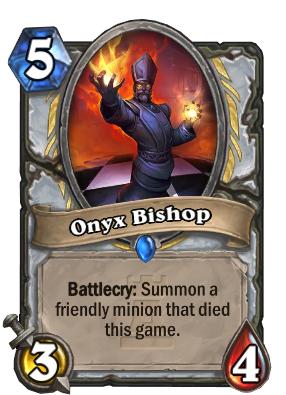 5
Onyx Bishop
Battlecry: Summon a
friendly minion that died
this game.
3
4